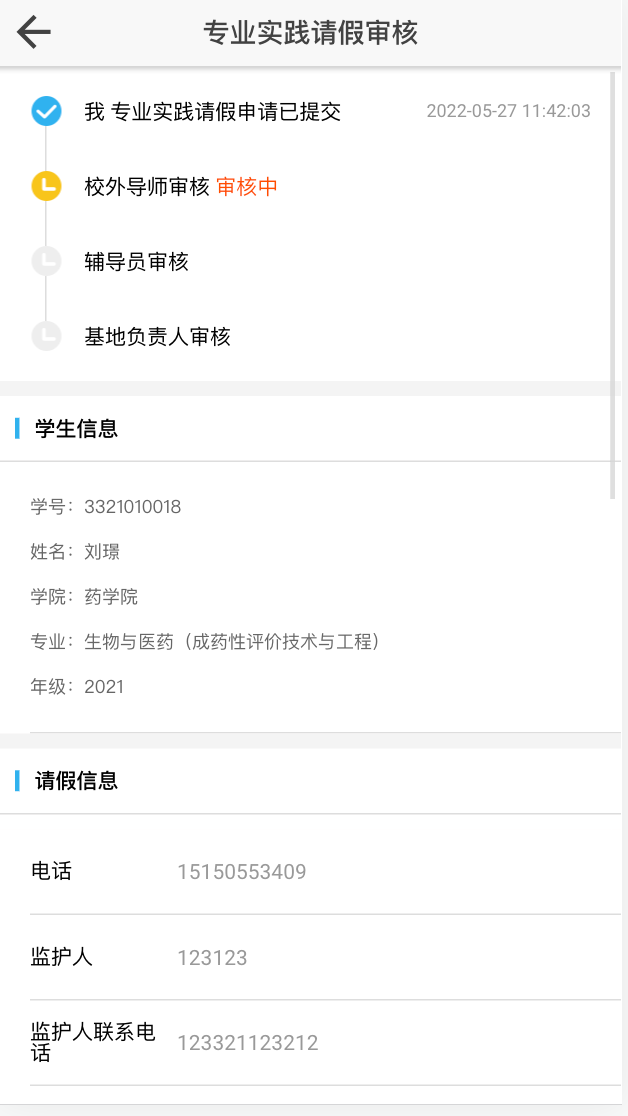 专业实践请假审核
我 专业实践请假申请已提交 2022-05-27 11:42:03
校外导师审核 审核中
辅导员审核
基地负责人审核
学生信息
学号：3321010018
姓名：刘璟
学院：药学院
专业：生物与医药（成药性评价技术与工程）
年级：2021
请假信息
电话 15150553409
监护人 123123
监护人联系电
话 123321123212